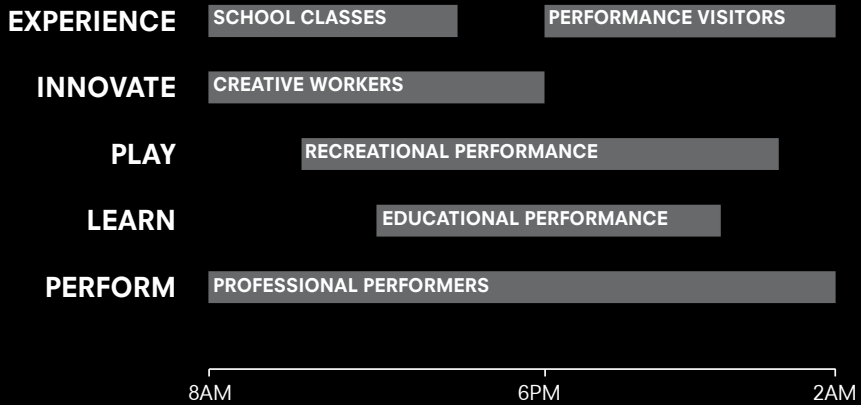 EXPERIENCE SCHOOL CLASSES PERFORMANCE VISITORS
INNOVATE CREATIVE WORKERS
PLAY RECREATIONAL PERFORMANCE
LEARN EDUCATIONAL PERFORMANCE
PERFORM PROFESSIONAL PERFORMERS
8AM 6PM 2AM